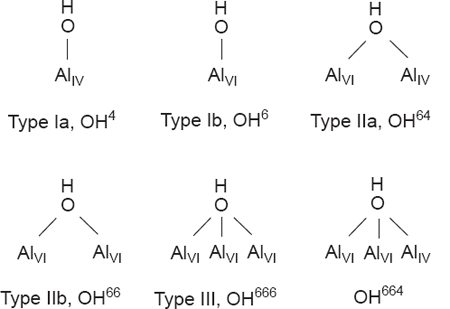 H H H
O O O
Al_IV Al_VI Al_VI Al_IV
Type Ia, OH^4 Type Ib, OH^6 Type IIa, OH^64
H H H
O O O
Al_VI Al_VI Al_VI Al_VI Al_VI Al_VI Al_VI Al_IV
Type IIb, OH^66 Type III, OH^666 OH^664